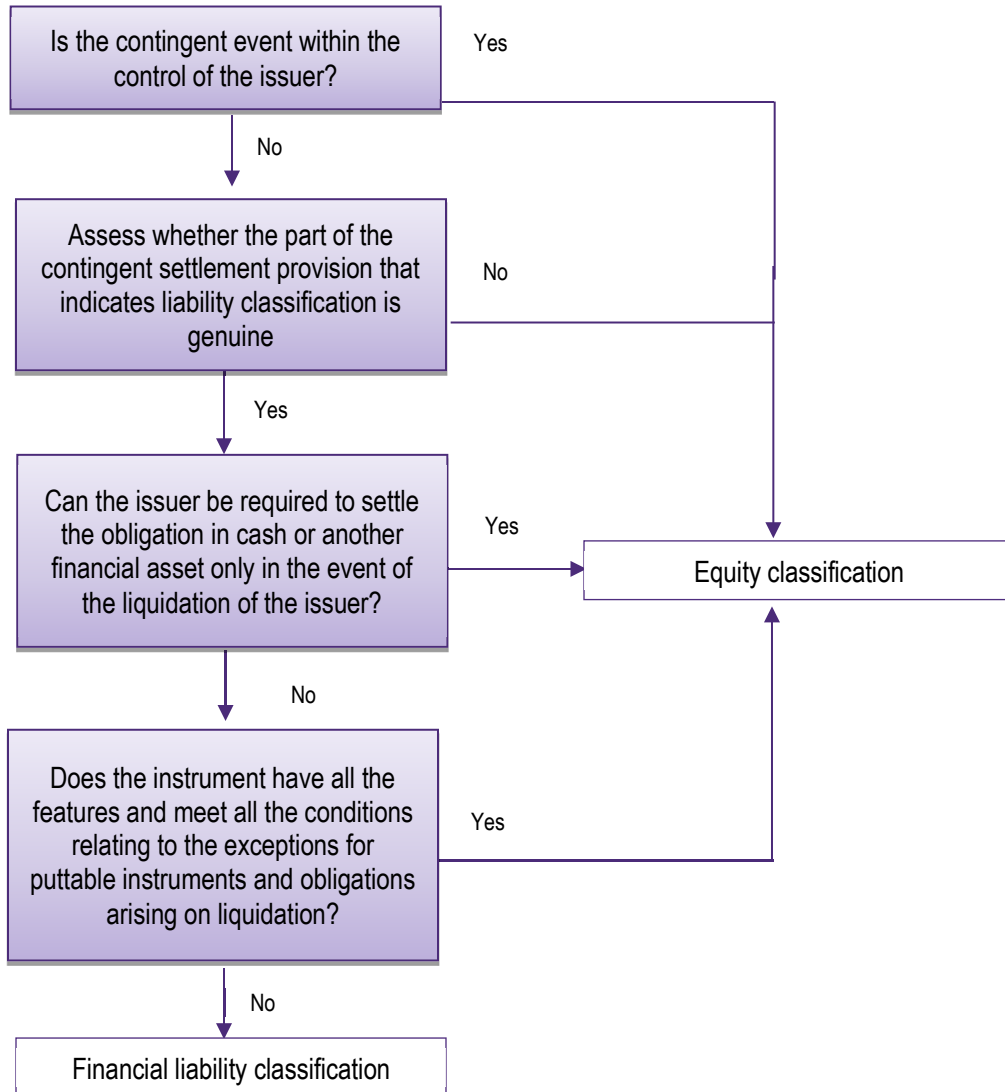 Is the contingent event within the
control of the issuer?
Yes
No
Assess whether the part of the
contingent settlement provision that
indicates liability classification is
genuine
No
Yes
Can the issuer be required to settle
the obligation in cash or another
financial asset only in the event of
the liquidation of the issuer?
Yes
Equity classification
No
Does the instrument have all the
features and meet all the conditions
relating to the exceptions for
puttable instruments and obligations
arising on liquidation?
Yes
No
Financial liability classification